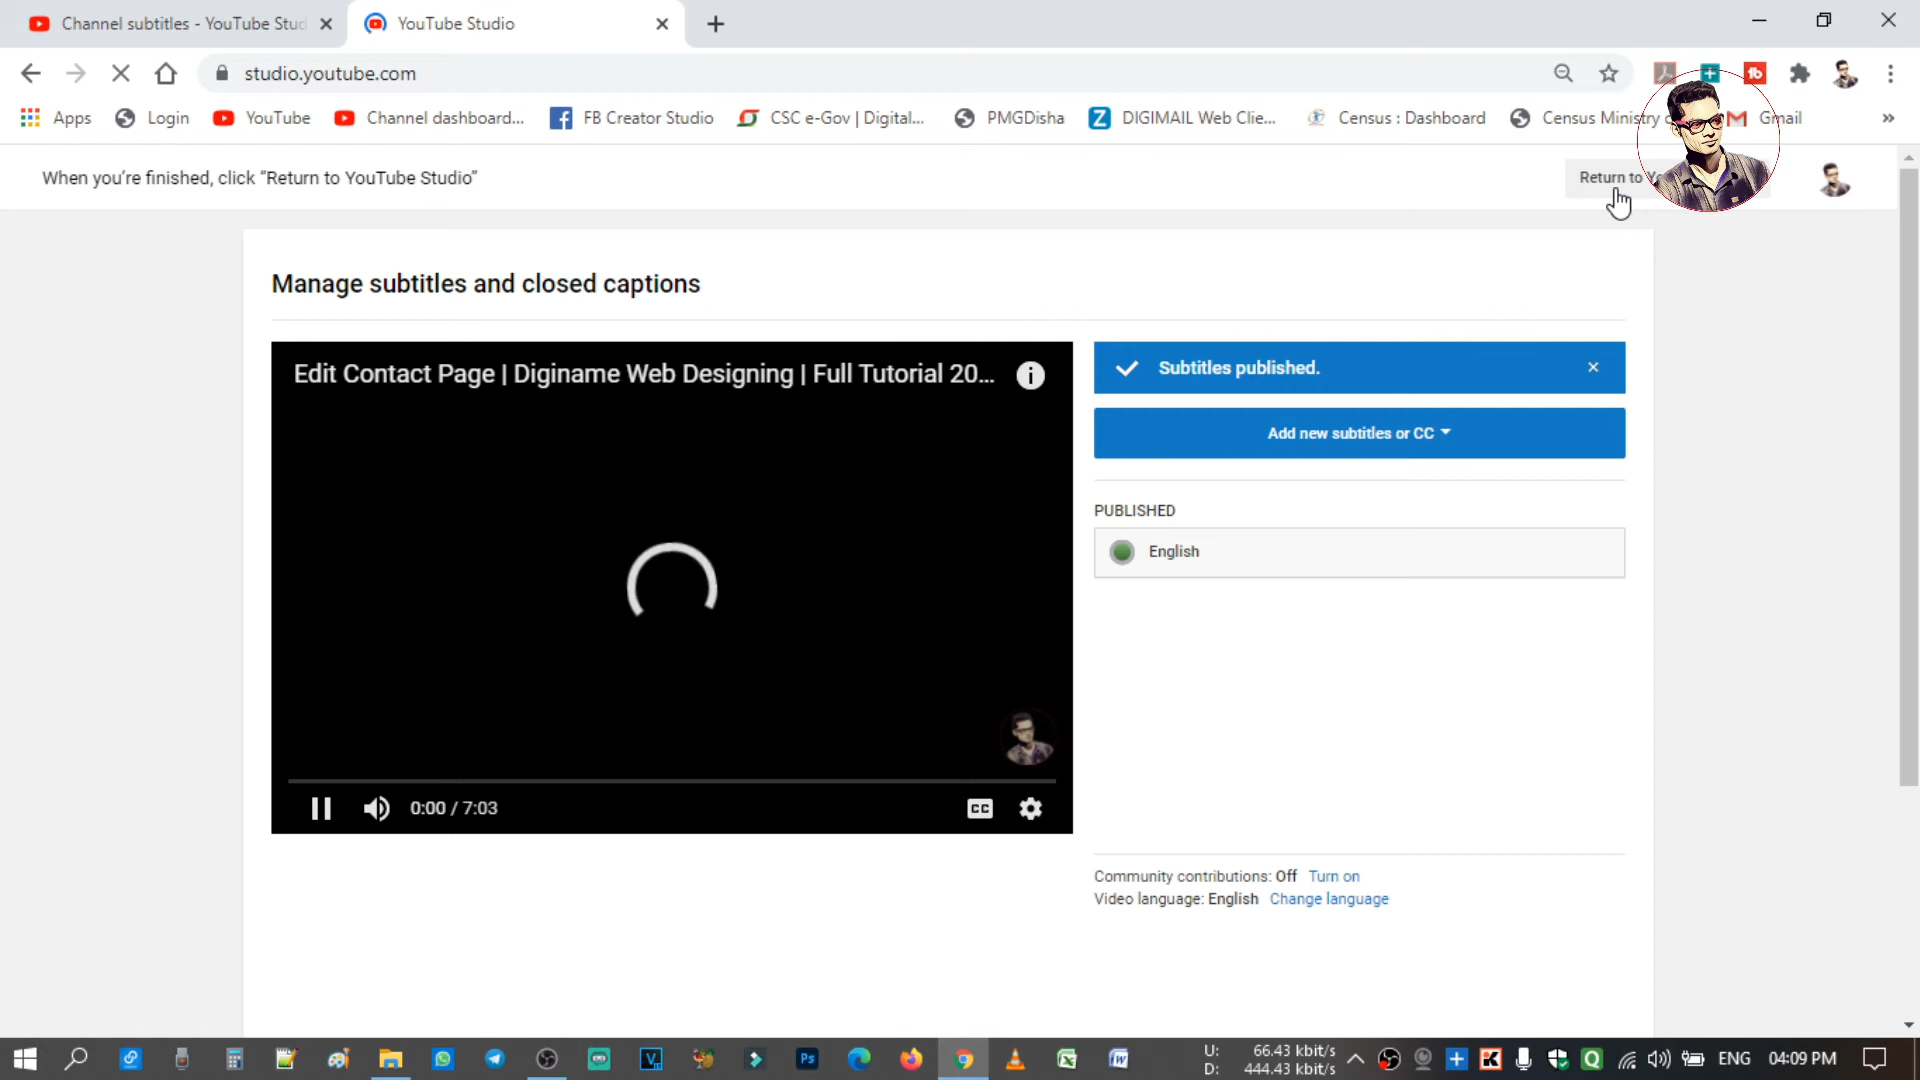 Channel subtitles - YouTube Stud
YouTube Studio
studio.youtube.com
Apps
Login
YouTube
Channel dashboard...
FB Creator Studio
CSC e-Gov | Digital...
PMGDisha
DIGIMAIL Web Clie...
Census : Dashboard
Census Ministry
Gmail
»
When you're finished, click “Return to YouTube Studio”
Return to
Manage subtitles and closed captions
Edit Contact Page | Diginame Web Designing | Full Tutorial 20...
Subtitles published.
Add new subtitles or CC
PUBLISHED
English
0:00 / 7:03
CC
Community contributions: Off Turn on
Video language: English Change language
U: 66.43 kbit/s
D: 444.43 kbit/s
ENG
04:09 PM